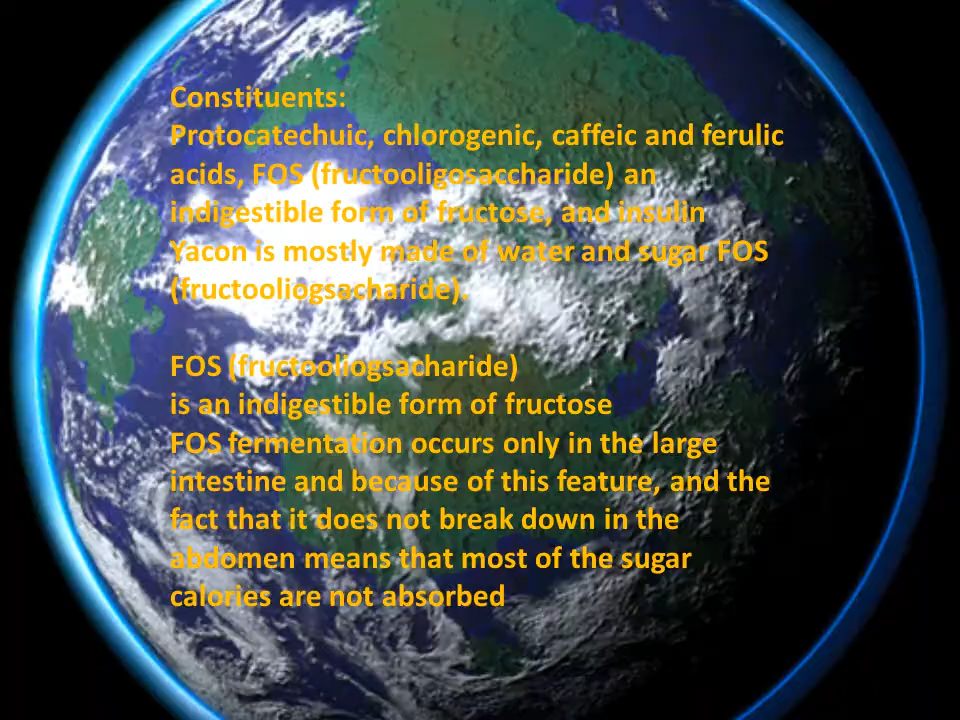 Constituents:
Protocatechuic, chlorogenic, caffeic and ferulic
acids, FOS (fructooligosaccharide) an
indigestible form of fructose, and insulin
Yacon is mostly made of water and sugar FOS
(fructooliogsacharide).
FOS (fructooliogsacharide)
is an indigestible form of fructose
FOS fermentation occurs only in the large
intestine and because of this feature, and the
fact that it does not break down in the
abdomen means that most of the sugar
calories are not absorbed